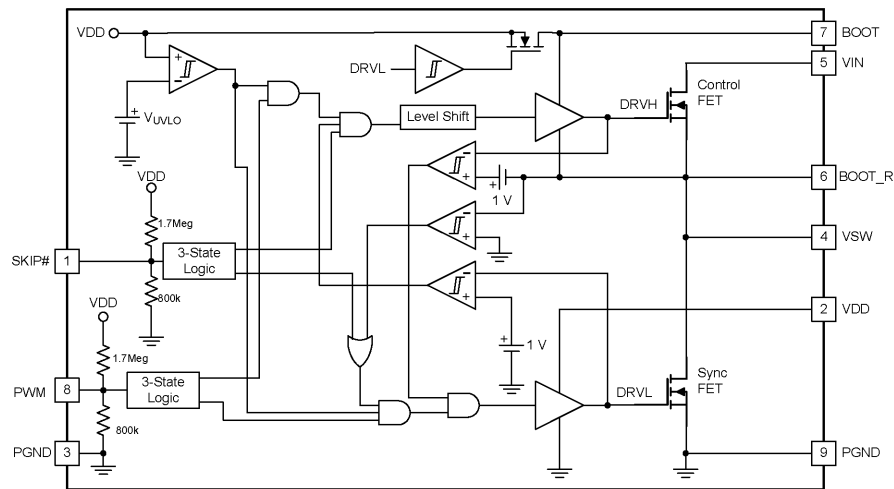 VDD
7 BOOT
DRVL
5 VIN
Control
FET
DRVH
VUVLO
Level Shift
VDD
6 BOOT_R
1 V
1.7Meg
4 VSW
SKIP# 1
3-State
Logic
800k
VDD
2 VDD
1 V
1.7Meg
Sync
FET
PWM 8
3-State
Logic
DRVL
800k
PGND 3
9 PGND